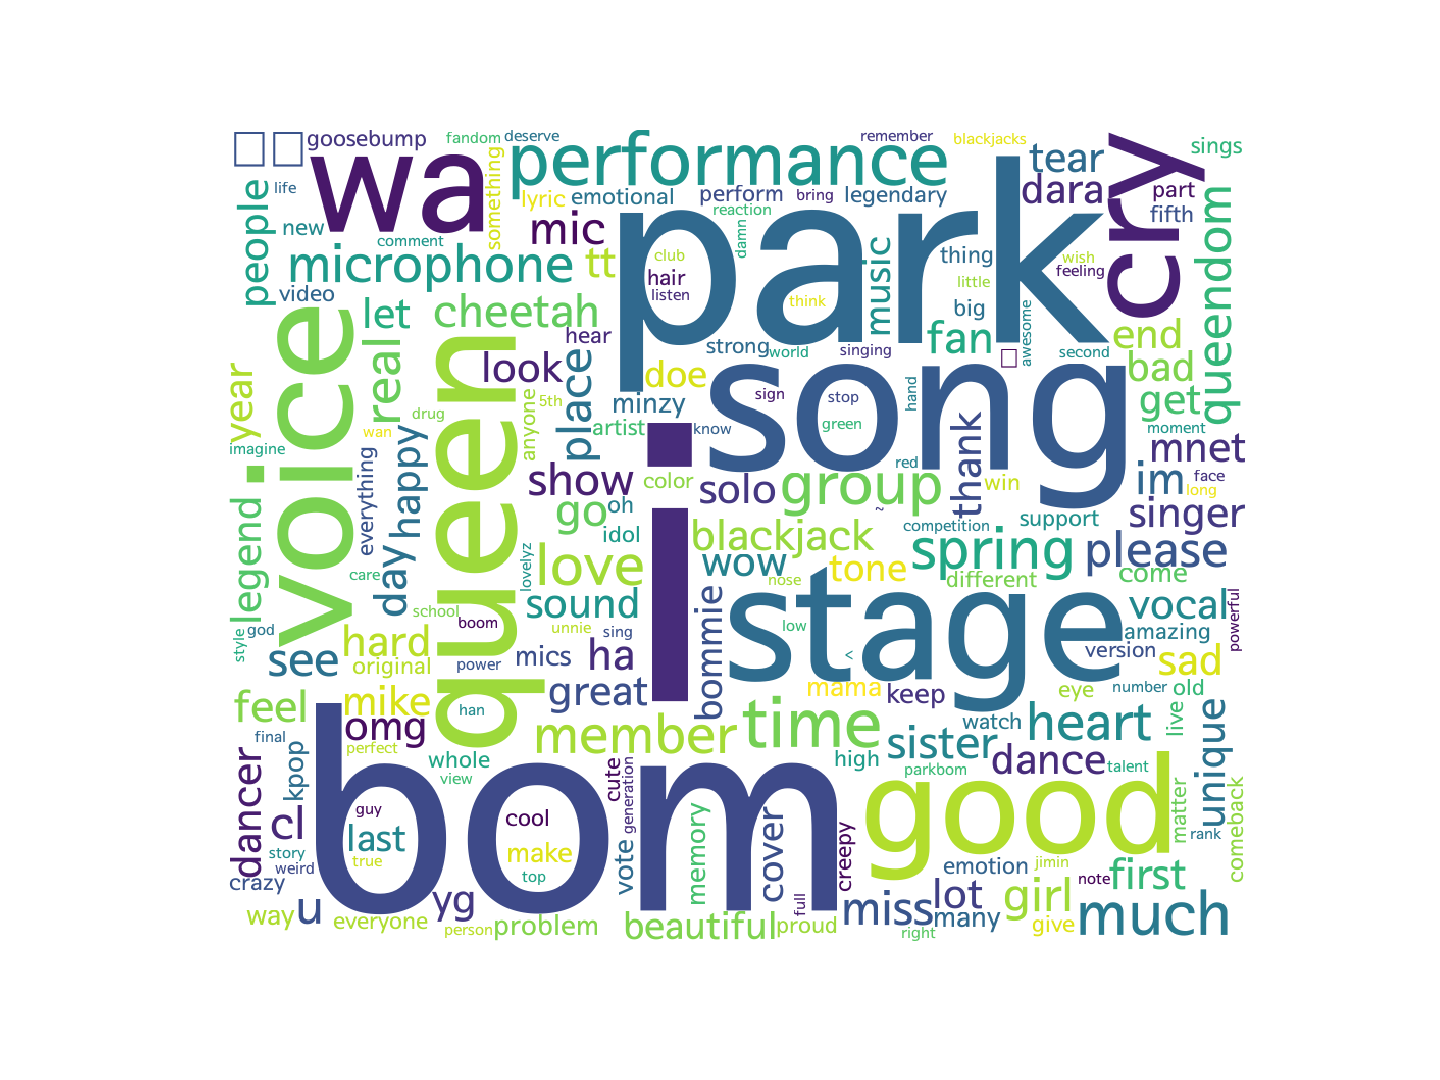 goosebump
fandom
deserve
remember
blackjacks
sings
wa
performance
park
cry
tear
people
life
something
lyric
emotional
perform
bring
legendary
dara
part
new
comment
mic
reaction
damn
fifth
queendom
microphone
tt
club
music
thing
wish
feeling
video
hair
listen
think
little
big
awesome
let
cheetah
hear
strong
world
singing
fan
second
end
voice
real
queen
look
place
doe
song
bad
year
minzy
sign
stop
hand
get
drug
anyone
5th
artist
know
green
thank
moment
imagine
wan
i
red
mnet
everything
happy
show
color
solo
group
win
im
face
long
legend
day
go
oh
~
competition
support
singer
idol
blackjack
spring
please
care
lovelyz
love
wow
tone
different
come
nose
school
sound
bommie
stage
vocal
powerful
style
god
boom
unnie
sing
low
amazing
see
hard
original
power
mics
ha
<
version
sad
great
mama
keep
eye
number
old
feel
mike
han
omg
member
time
watch
heart
live
unique
final
perfect
sister
dancer
kpop
whole
view
cute
generation
high
parkbom
dance
talent
bom
good
matter
comeback
cl
guy
cool
memory
cover
creepy
rank
last
story
weird
true
make
top
vote
emotion
jimin
note
first
crazy
way
u
everyone
yg
person
problem
beautiful
full
proud
miss
lot
many
right
girl
give
much